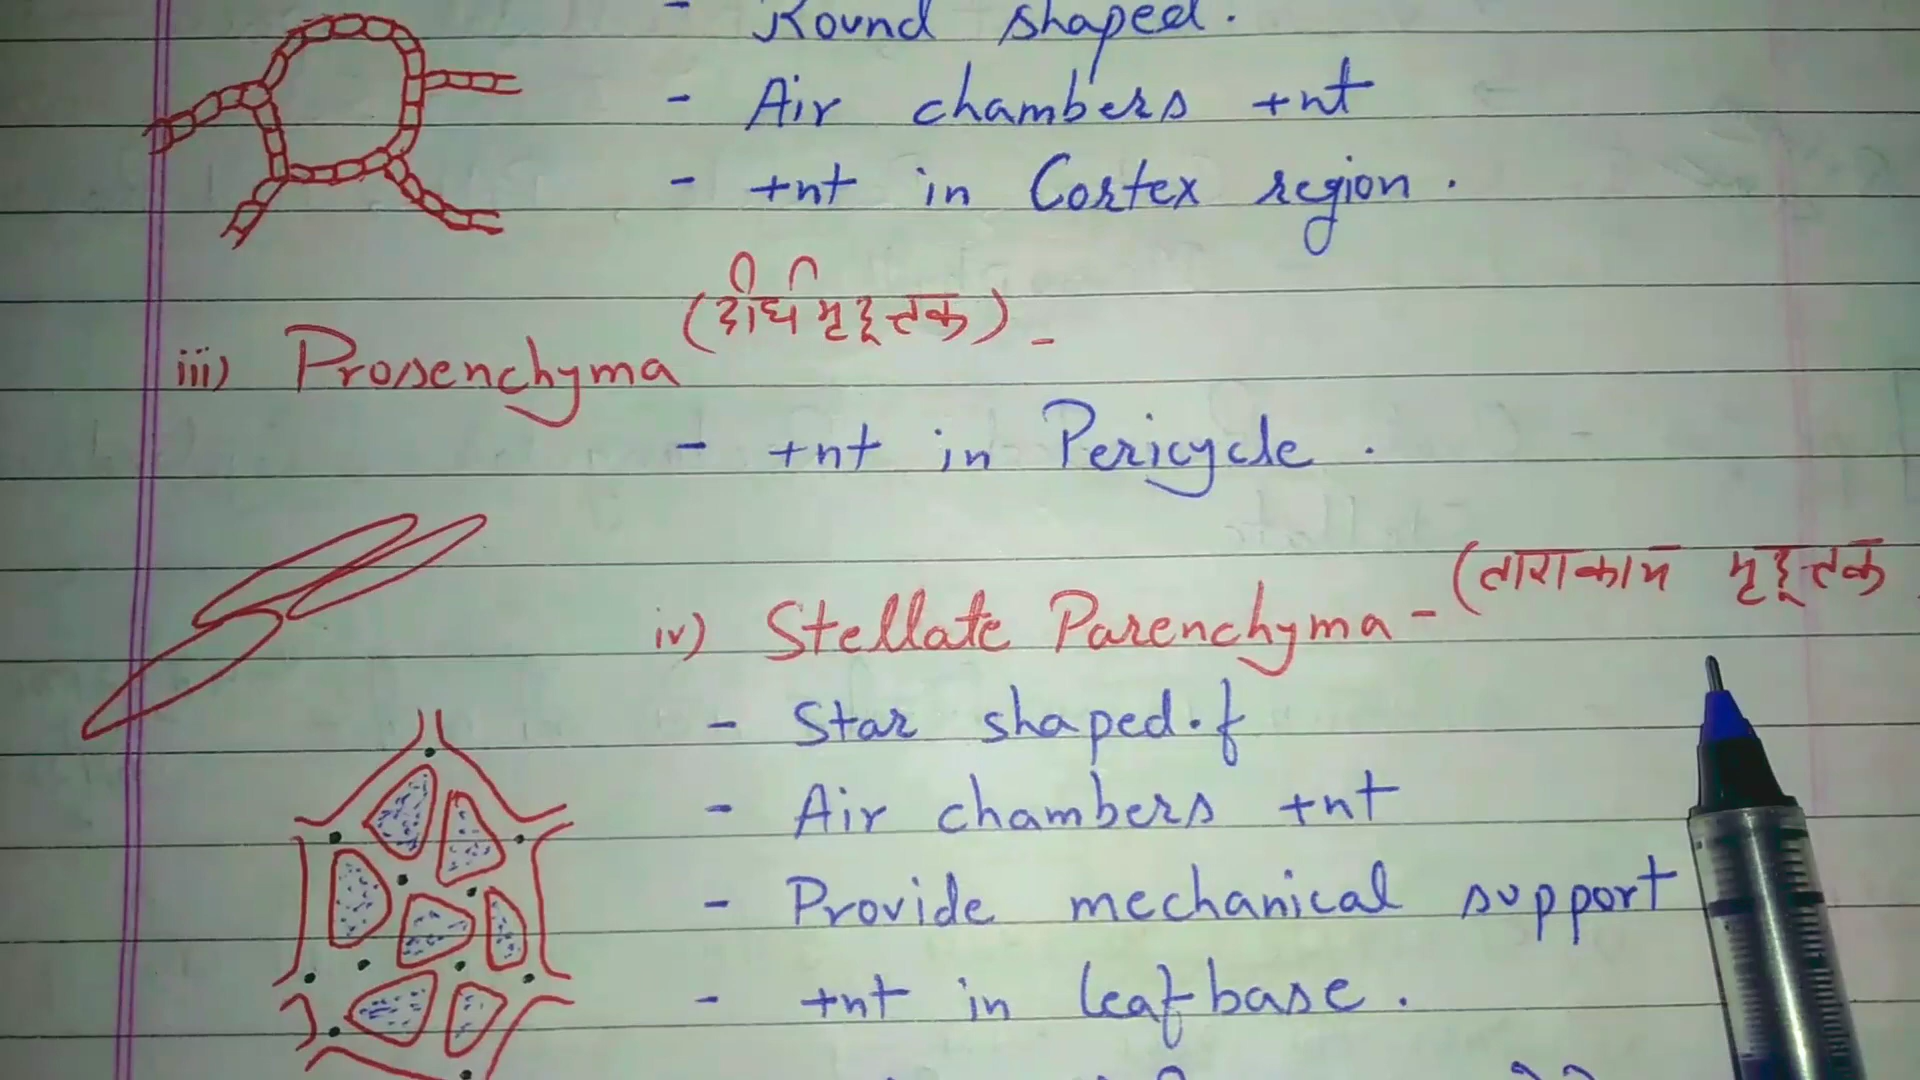 - Round shaped.
- Air chambers +nt
- +nt in Cortex region.
iii) Prosenchyma (दीर्घ मृदूतक) -
- +nt in Pericycle.
iv) Stellate Parenchyma - (ताराकाय मृदूतक
- Star shaped. f
- Air chambers +nt
- Provide mechanical support
- +nt in leaf base.